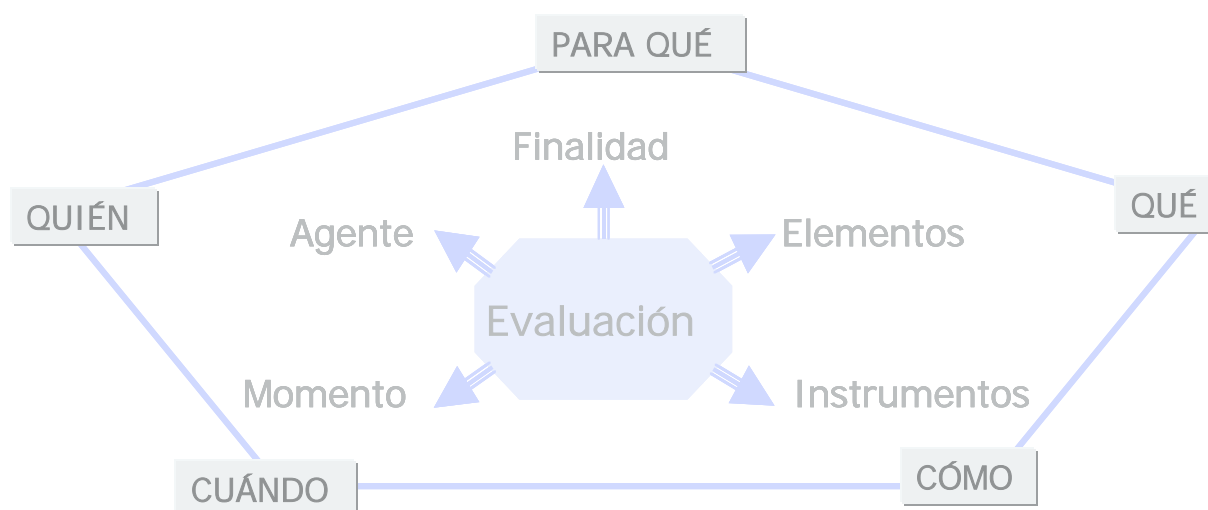 PARA QUÉ
Finalidad
QUIÉN
QUÉ
Agente
Elementos
Evaluación
Momento
Instrumentos
CUÁNDO
CÓMO